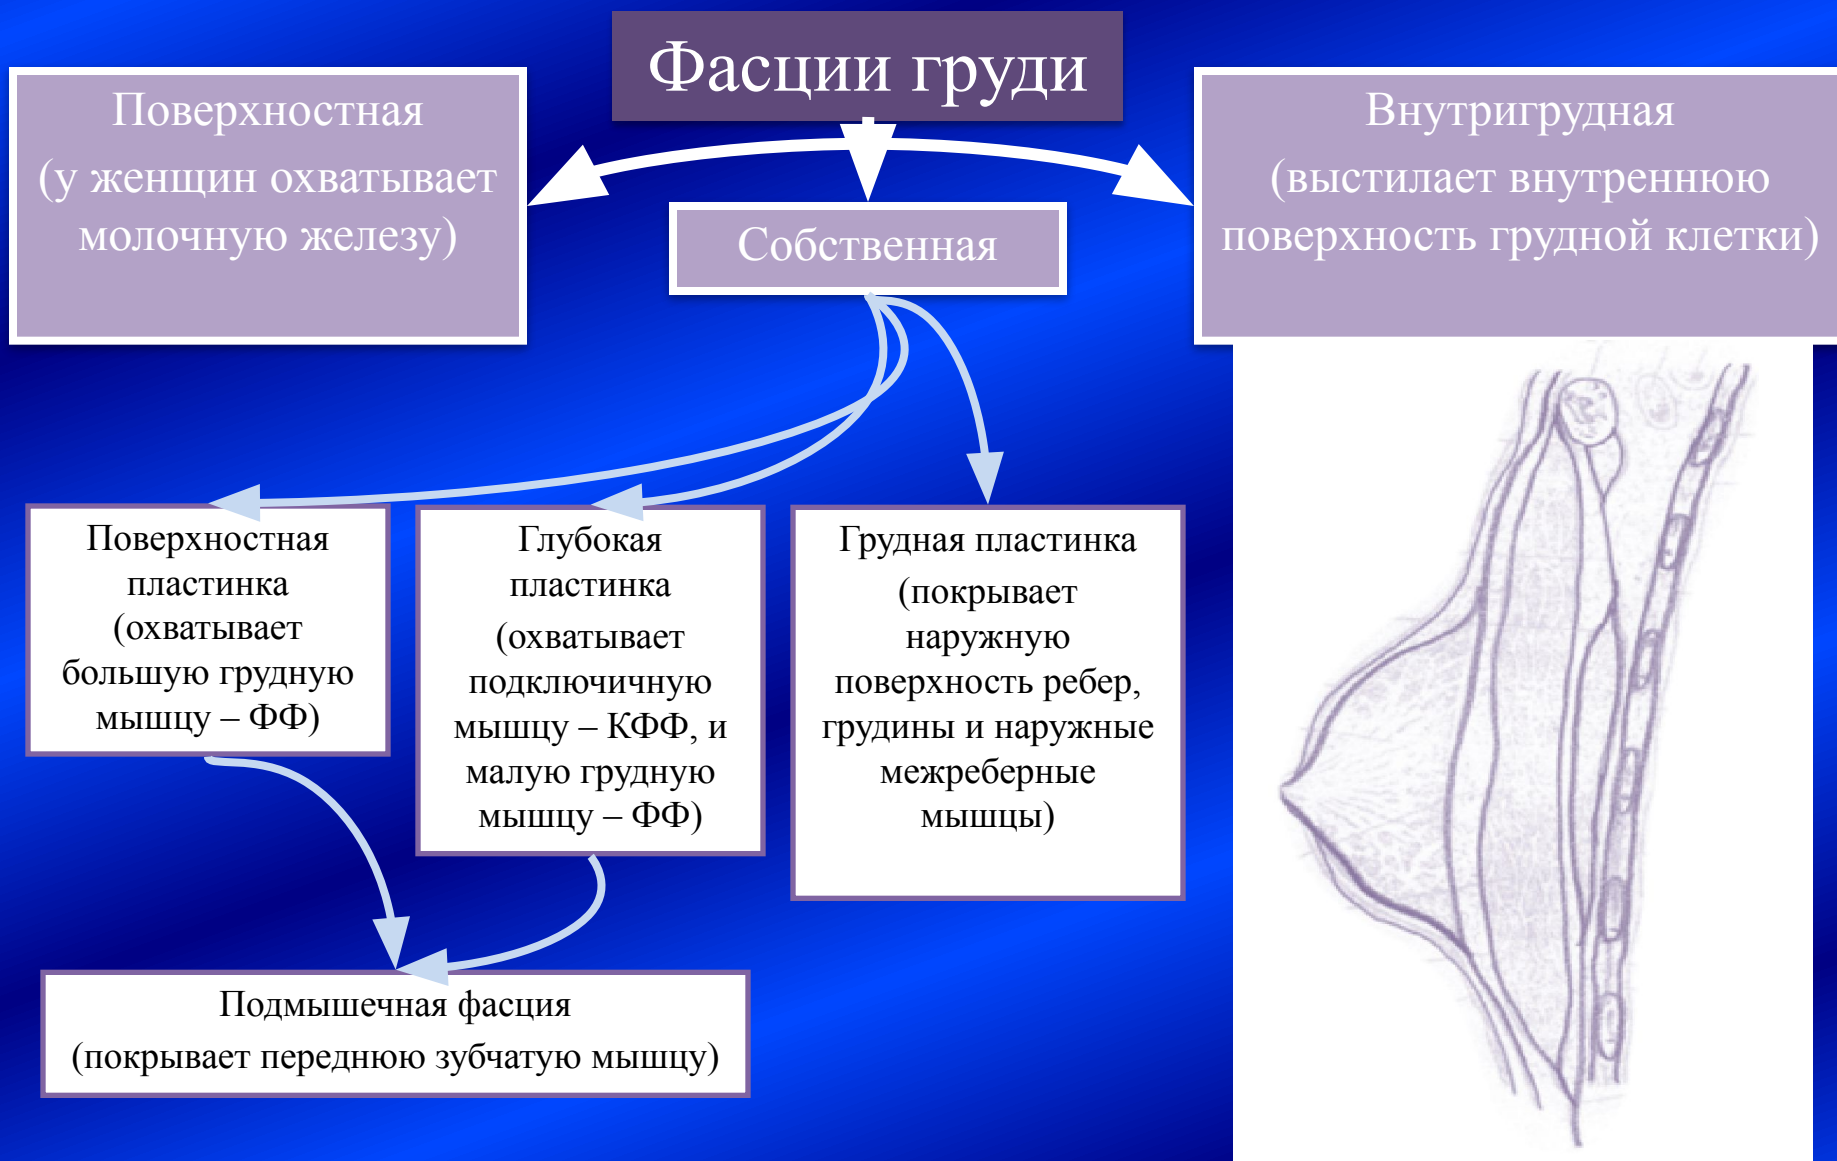 Фасции груди
Поверхностная
(у женщин охватывает
молочную железу)
Собственная
Внутригрудная
(выстилает внутреннюю
поверхность грудной клетки)
Поверхностная
пластинка
(охватывает
большую грудную
мышцу – ФФ)
Глубокая
пластинка
(охватывает
подключичную
мышцу – КФФ, и
малую грудную
мышцу – ФФ)
Грудная пластинка
(покрывает
наружную
поверхность ребер,
грудины и наружные
межреберные
мышцы)
Подмышечная фасция
(покрывает переднюю зубчатую мышцу)